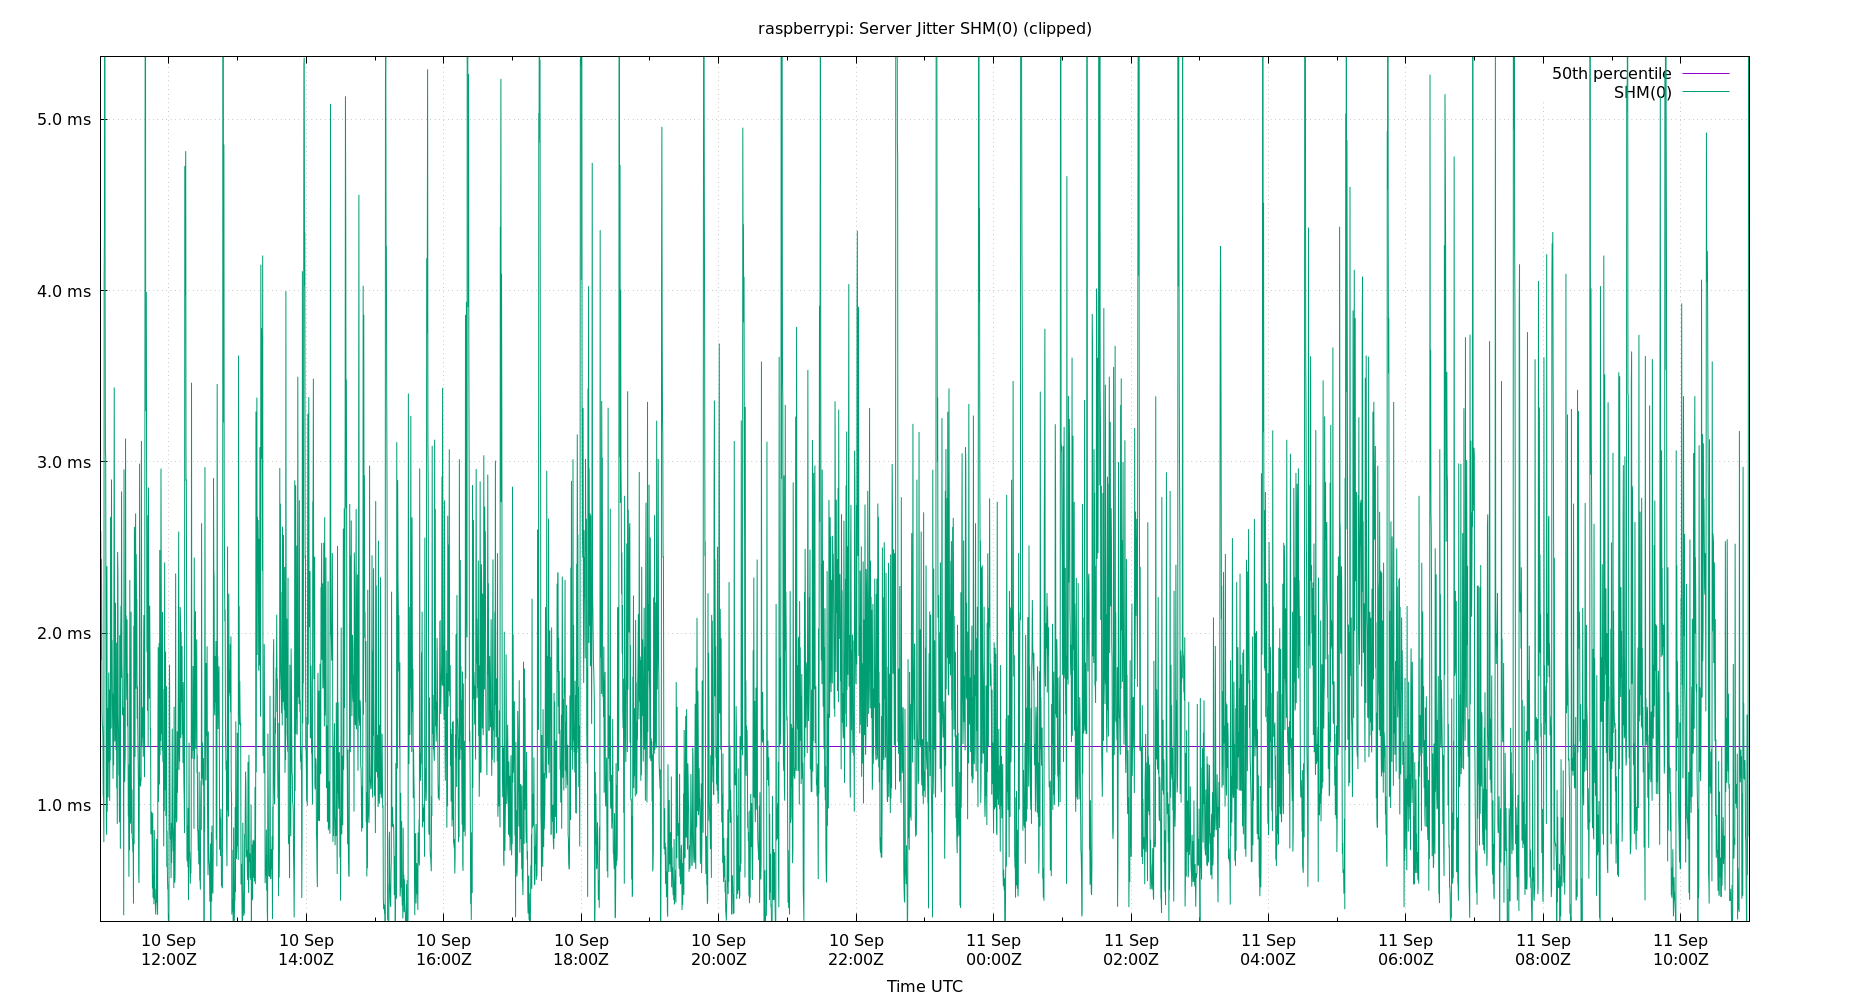 raspberrypi: Server Jitter SHM(0) (clipped)
50th percentile
SHM(0)
5.0 ms
4.0 ms
3.0 ms
2.0 ms
1.0 ms
10 Sep 10 Sep 10 Sep 10 Sep 10 Sep 10 Sep 11 Sep 11 Sep 11 Sep 11 Sep 11 Sep 11 Sep
12:00Z 14:00Z 16:00Z 18:00Z 20:00Z 22:00Z 00:00Z 02:00Z 04:00Z 06:00Z 08:00Z 10:00Z
Time UTC